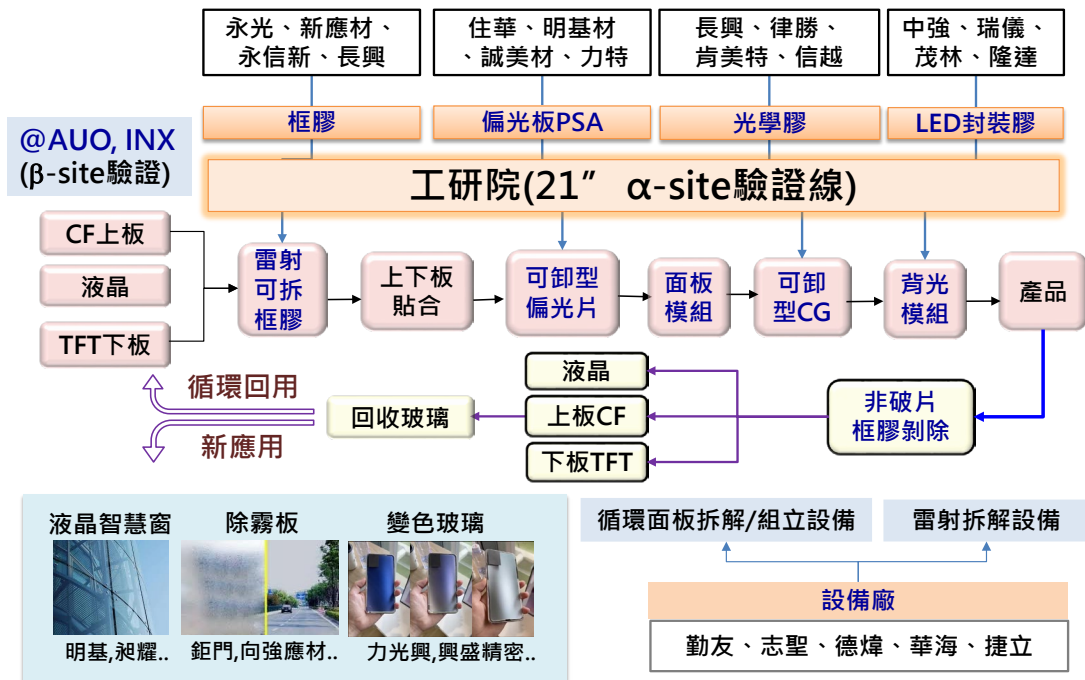 永光、新應材、
永信新、長興
住華、明基材
、誠美材、力特
長興、律勝、
肯美特、信越
中強、瑞儀、
茂林、隆達
@AUO, INX
(β-site驗證)
框膠
偏光板PSA
光學膠
LED封裝膠
工研院(21” α-site驗證線)
CF上板
液晶
TFT下板
雷射
可拆
框膠
上下板
貼合
可卸型
偏光片
面板
模組
可卸
型CG
背光
模組
產品
循環回用
新應用
回收玻璃
液晶
上板CF
下板TFT
非破片
框膠剝除
液晶智慧窗
除霧板
變色玻璃
明基,昶耀..
鉅門,向強應材..
力光興,興盛精密..
循環面板拆解/組立設備
雷射拆解設備
設備廠
勤友、志聖、德煒、華海、捷立